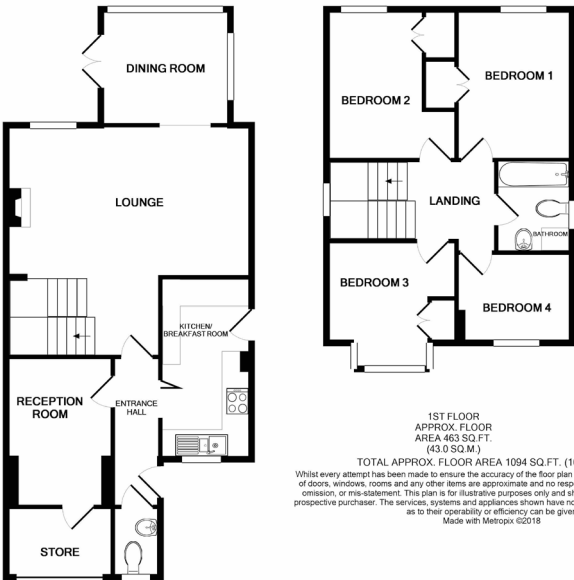 DINING ROOM
LOUNGE
KITCHEN/
BREAKFAST ROOM
RECEPTION
ROOM
ENTRANCE
HALL
STORE
BEDROOM 1
BEDROOM 2
LANDING
BATHROOM
BEDROOM 3
BEDROOM 4
1ST FLOOR
APPROX. FLOOR
AREA 463 SQ.FT.
(43.0 SQ.M.)
TOTAL APPROX. FLOOR AREA 1094 SQ.FT. (10
Whilst every attempt has been made to ensure the accuracy of the floor plan
of doors, windows, rooms and any other items are approximate and no resp
omission, or mis-statement. This plan is for illustrative purposes only and sh
prospective purchaser. The services, systems and appliances shown have no
as to their operability or efficiency can be given
Made with Metropix ©2018